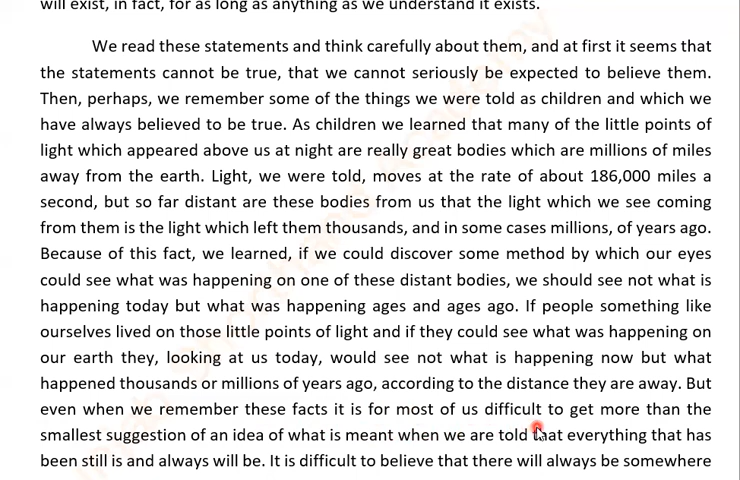 will exist, in fact, for as long as anything as we understand it exists.
We read these statements and think carefully about them, and at first it seems that
the statements cannot be true, that we cannot seriously be expected to believe them.
Then, perhaps, we remember some of the things we were told as children and which we
have always believed to be true. As children we learned that many of the little points of
light which appeared above us at night are really great bodies which are millions of miles
away from the earth. Light, we were told, moves at the rate of about 186,000 miles a
second, but so far distant are these bodies from us that the light which we see coming
from them is the light which left them thousands, and in some cases millions, of years ago.
Because of this fact, we learned, if we could discover some method by which our eyes
could see what was happening on one of these distant bodies, we should see not what is
happening today but what was happening ages and ages ago. If people something like
ourselves lived on those little points of light and if they could see what was happening on
our earth they, looking at us today, would see not what is happening now but what
happened thousands or millions of years ago, according to the distance they are away. But
even when we remember these facts it is for most of us difficult to get more than the
smallest suggestion of an idea of what is meant when we are told that everything that has
been still is and always will be. It is difficult to believe that there will always be somewhere